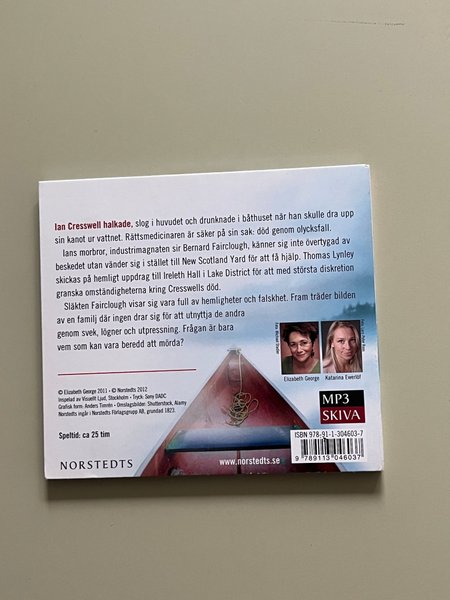 Ian Cresswell halkade, slog i huvudet och drunknade i båthuset när han skulle dra upp
sin kanot ur vattnet. Rättsmedicinaren är säker på sin sak: död genom olycksfall.
Ians morbror, industrimagnaten sir Bernard Fairclough, känner sig inte övertygad av
beskedet utan vänder sig i stället till New Scotland Yard för att få hjälp. Thomas Lynley
skickas på hemligt uppdrag till Ireleth Hall i Lake District för att med största diskretion
granska omständigheterna kring Cresswells död.
Släkten Fairclough visar sig vara full av hemligheter och falskhet. Fram träder bilden
av en familj där ingen drar sig för att utnyttja de andra
genom svek, lögner och utpressning. Frågan är bara
vem som kan vara beredd att mörda?
Elizabeth George
Katarina Ewerlöf
© Elizabeth George 2011 • © Norstedts 2012
Inspelad av Visuellt Ljud, Stockholm • Tryck: Sony DADC
Grafisk form: Anders Timrén • Omslagsbilder: Shutterstock, Alamy
Norstedts ingår i Norstedts Förlagsgrupp AB, grundad 1823.
Speltid: ca 25 tim
MP3
SKIVA
NORSTEDTS
www.norstedts.se
ISBN 978-91-1-304603-7
9 789113 046037